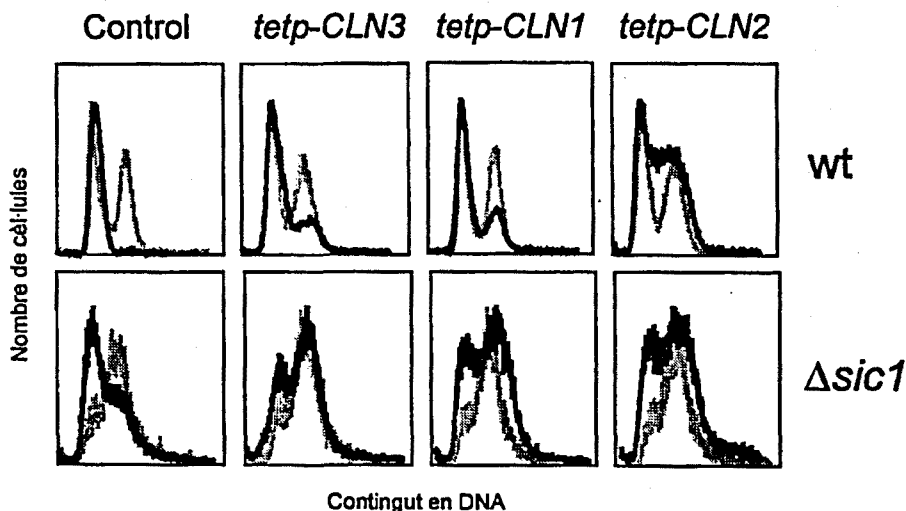 Control tetp-CLN3 tetp-CLN1 tetp-CLN2
wt
Nombre de cèl·lules
Δsic1
Contingut en DNA